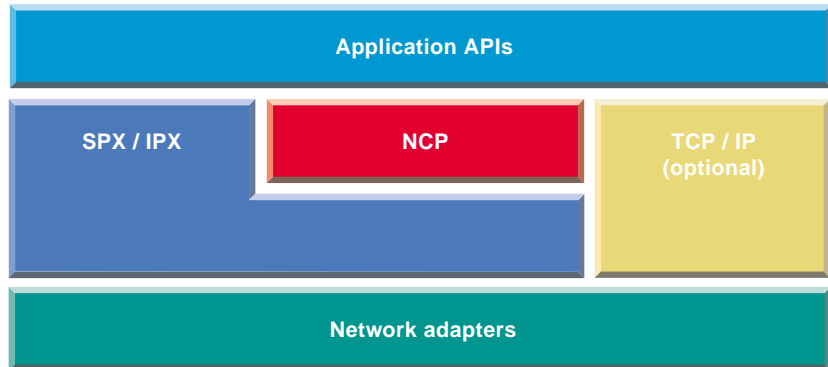 Application APIs
SPX / IPX
NCP
TCP / IP
(optional)
Network adapters